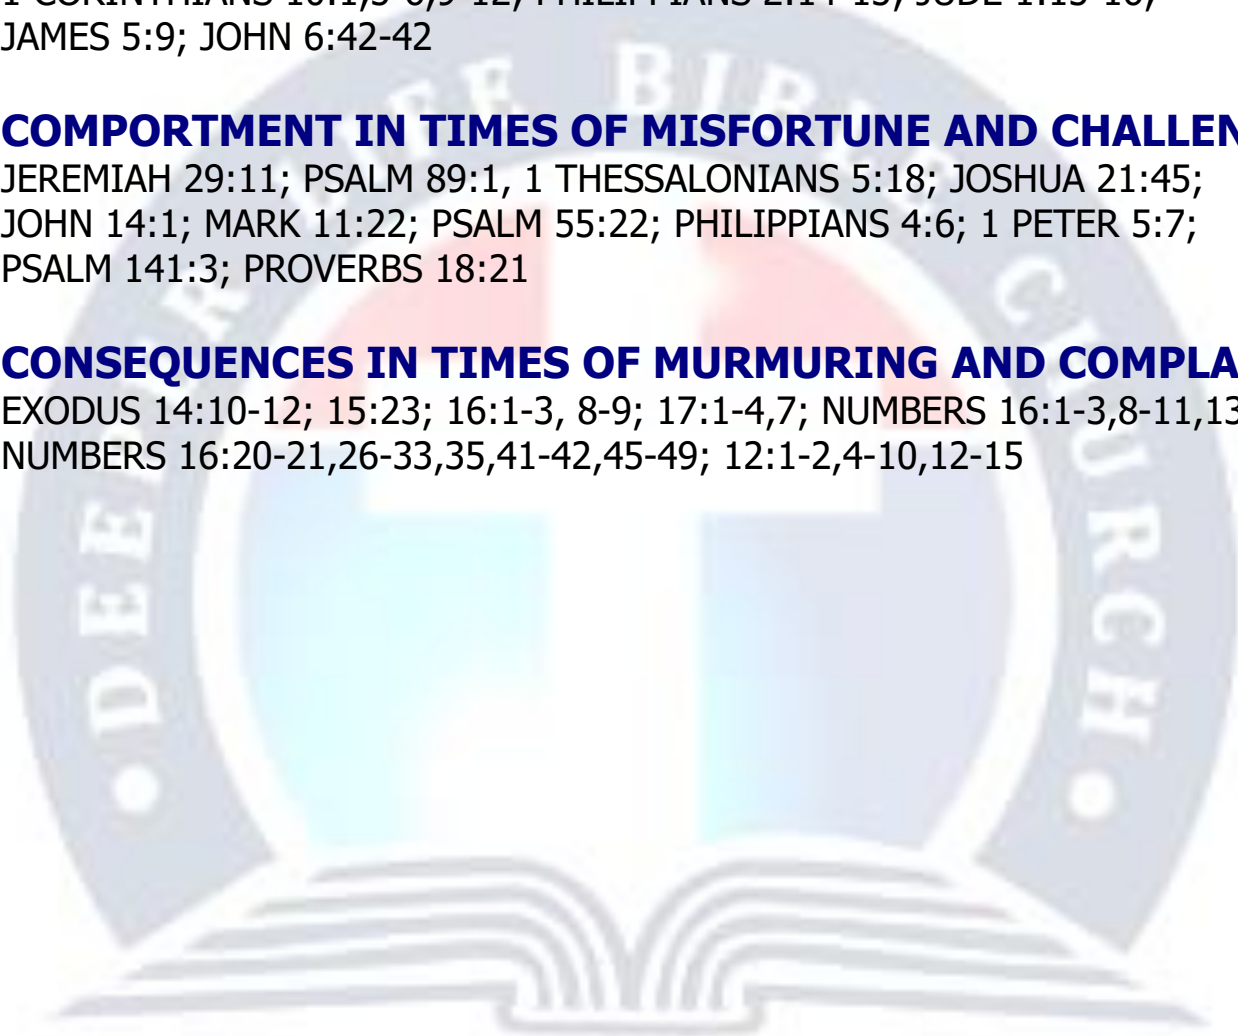 JAMES 5:9; JOHN 6:42-42
COMPORTMENT IN TIMES OF MISFORTUNE AND CHALLEN
JEREMIAH 29:11; PSALM 89:1, 1 THESSALONIANS 5:18; JOSHUA 21:45;
JOHN 14:1; MARK 11:22; PSALM 55:22; PHILIPPIANS 4:6; 1 PETER 5:7;
PSALM 141:3; PROVERBS 18:21
CONSEQUENCES IN TIMES OF MURMURING AND COMPLA
EXODUS 14:10-12; 15:23; 16:1-3, 8-9; 17:1-4,7; NUMBERS 16:1-3,8-11,13
NUMBERS 16:20-21,26-33,35,41-42,45-49; 12:1-2,4-10,12-15
DEEPER LIFE BIBLE CHURCH